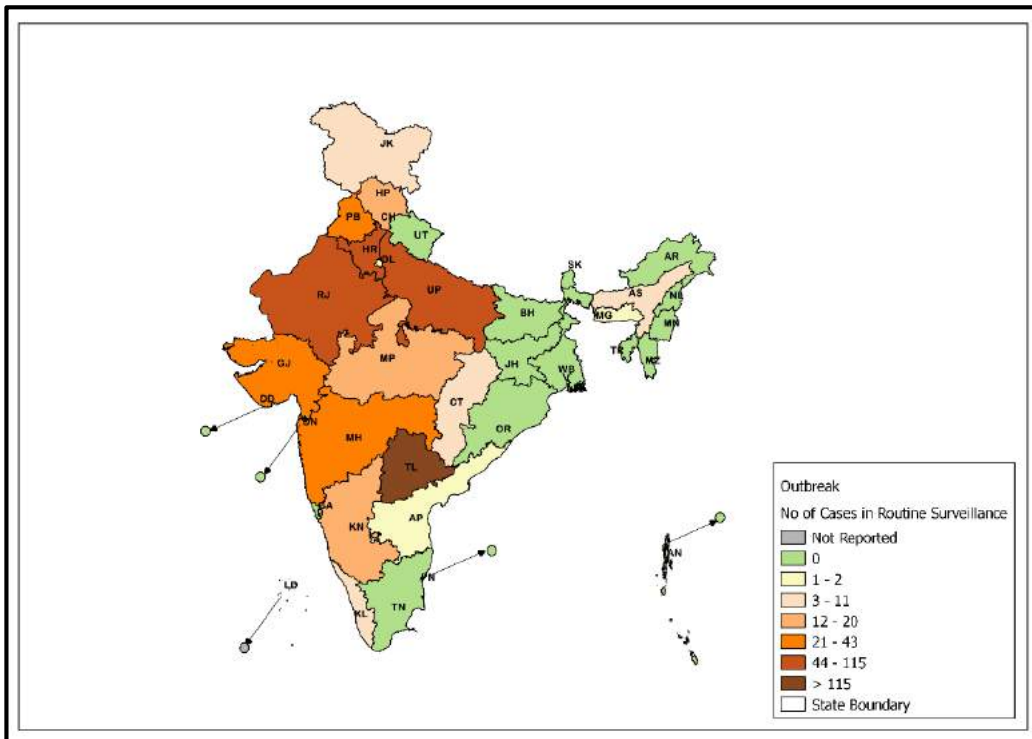 JK
HP
PB
CH
UT
HR
DL
RJ
UP
SK
AR
AS
NL
BH
MG
MN
GJ
MP
JH
WB
TR
MZ
DD
DN
CT
MH
OR
TL
GA
KN
AP
AN
LD
PN
KL
TN
Outbreak
No of Cases in Routine Surveillance
Not Reported
0
1 - 2
3 - 11
12 - 20
21 - 43
44 - 115
> 115
State Boundary